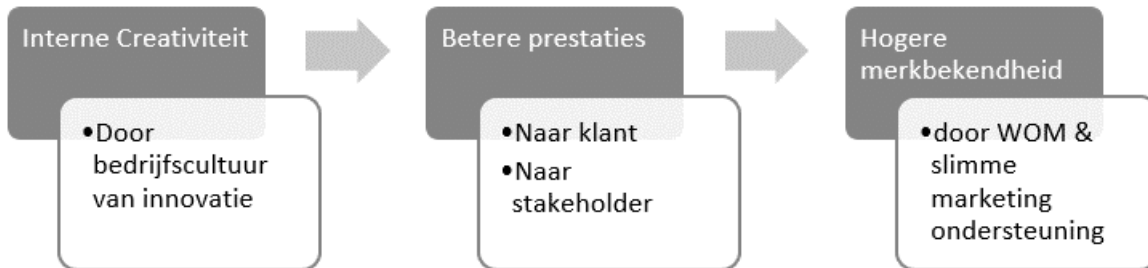 Interne Creativiteit
•Door
bedrijfscultuur
van innovatie
Betere prestaties
•Naar klant
•Naar
stakeholder
Hogere
merkbekendheid
•door WOM &
slimme
marketing
ondersteuning